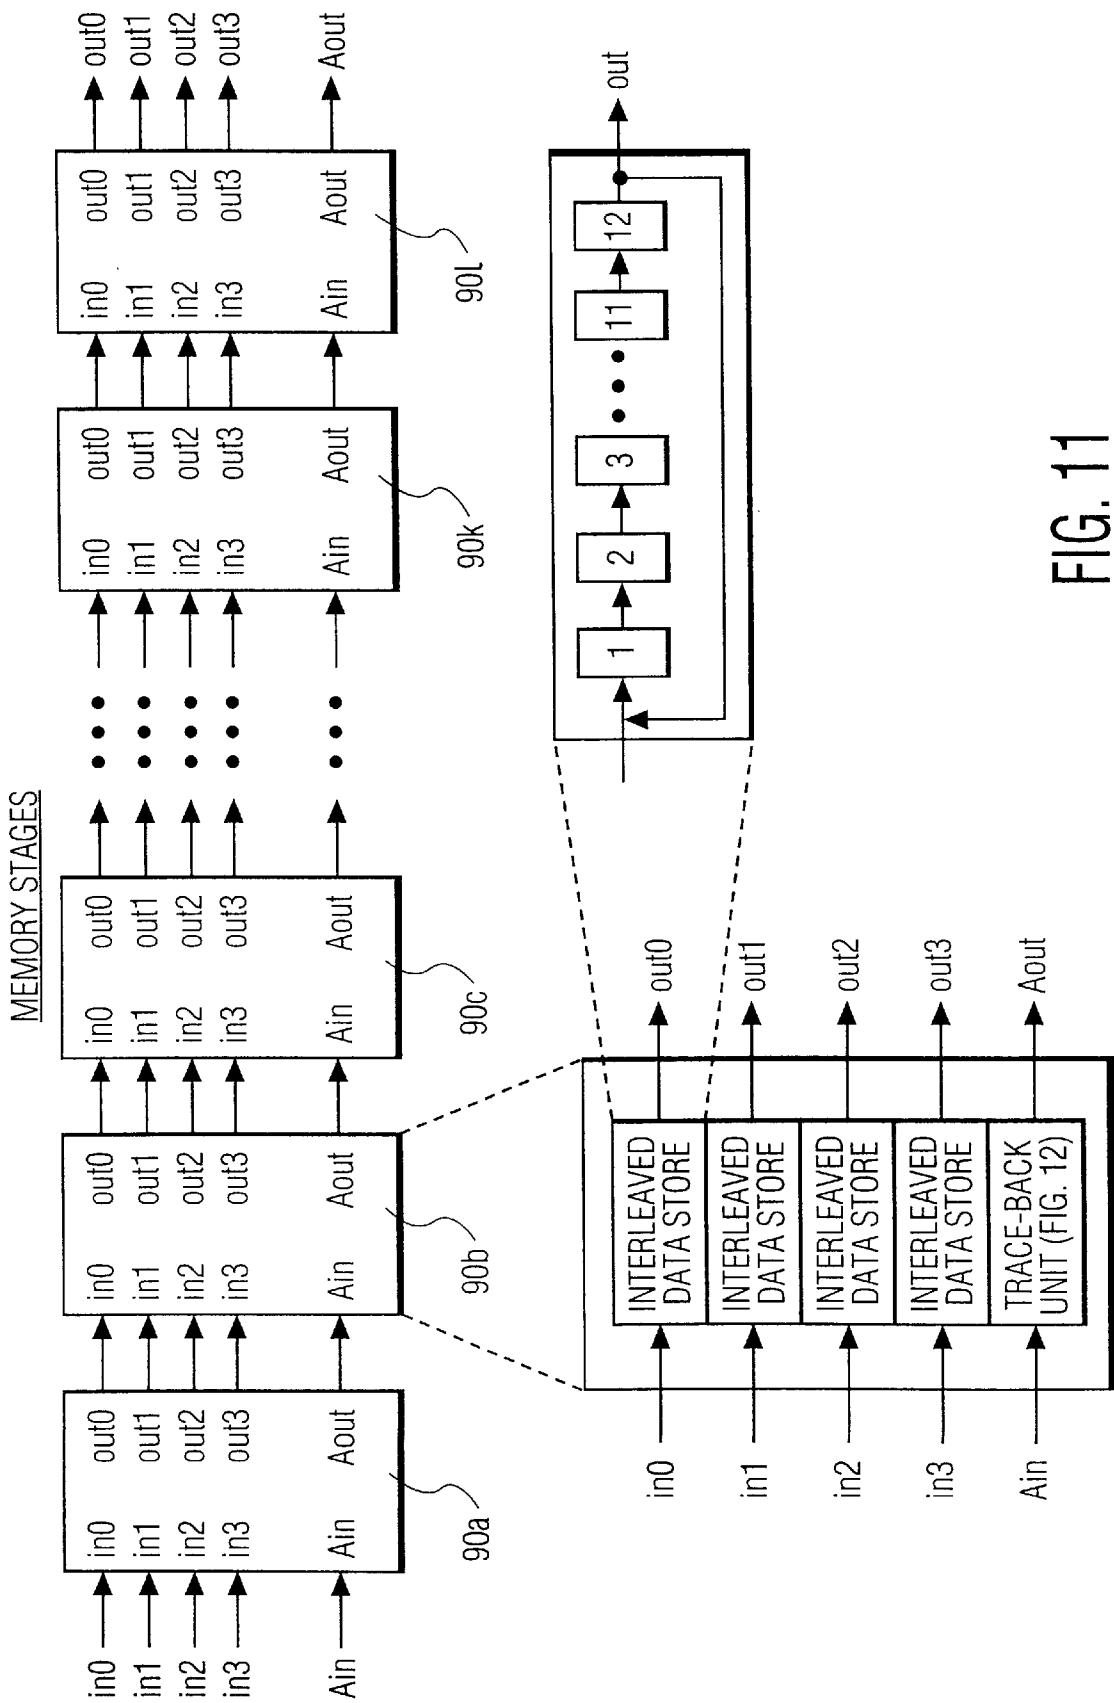 MEMORY STAGES
in0
in1
in2
in3
Ain
in0 out0
in1 out1
in2 out2
in3 out3
Ain Aout
90a
in0 out0
in1 out1
in2 out2
in3 out3
Ain Aout
90b
in0 out0
in1 out1
in2 out2
in3 out3
Ain Aout
90c
in0 out0
in1 out1
in2 out2
in3 out3
Ain Aout
90k
in0 out0
in1 out1
in2 out2
in3 out3
Ain Aout
90l
out0
out1
out2
out3
Aout
in0
INTERLEAVED
DATA STORE
out0
in1
INTERLEAVED
DATA STORE
out1
in2
INTERLEAVED
DATA STORE
out2
in3
INTERLEAVED
DATA STORE
out3
Ain
TRACE-BACK
UNIT (FIG. 12)
Aout
1 2 3 11 12
out
FIG. 11